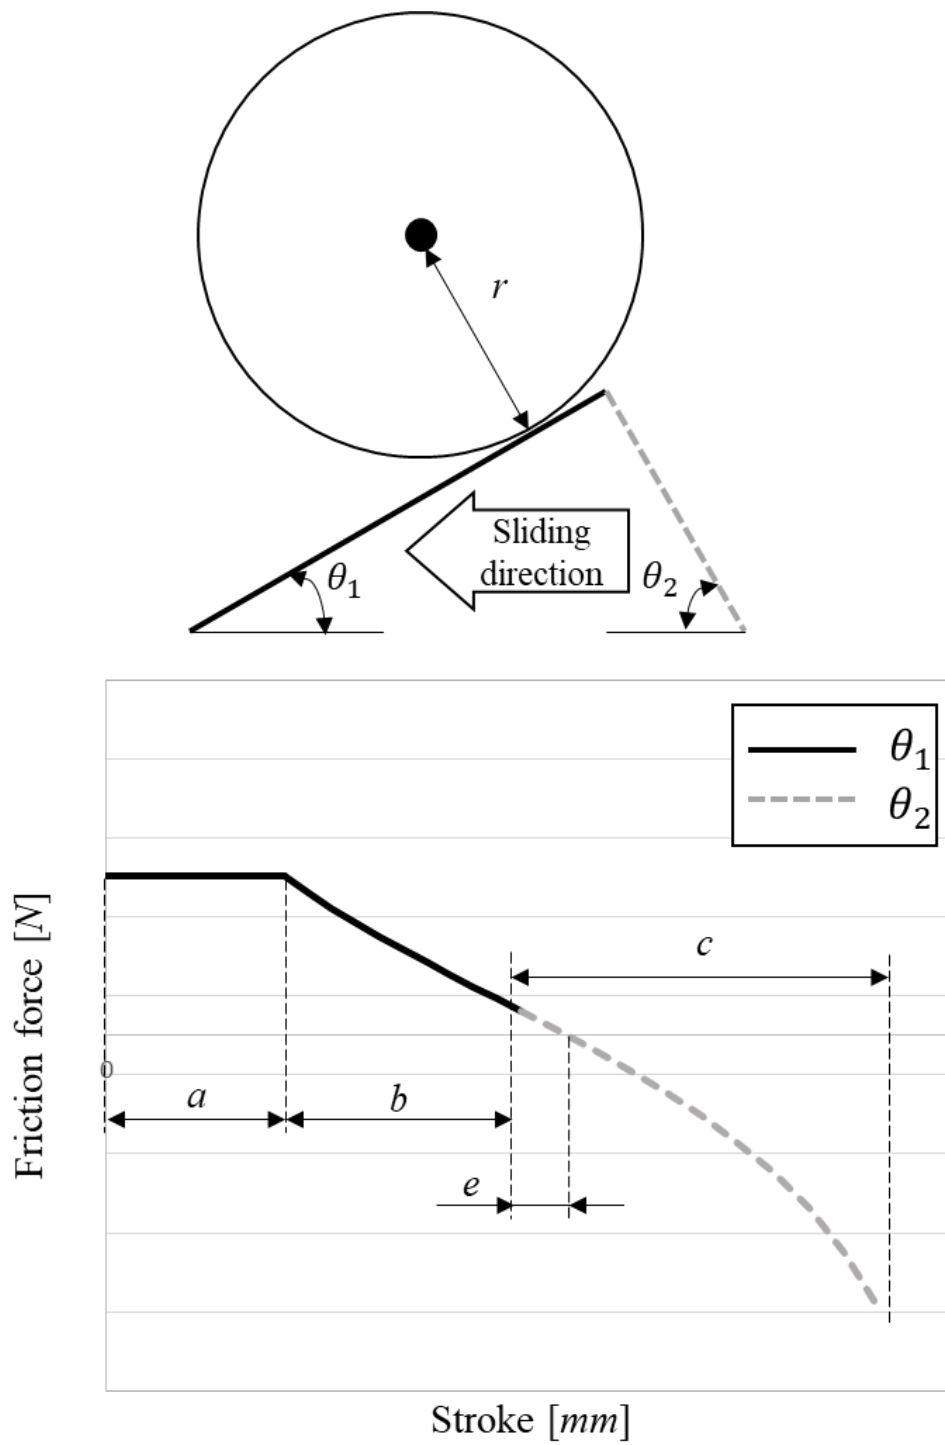 r
θ₁
Sliding
direction
θ₂
θ₁
θ₂
Friction force [N]
c
0
a
b
e
Stroke [mm]